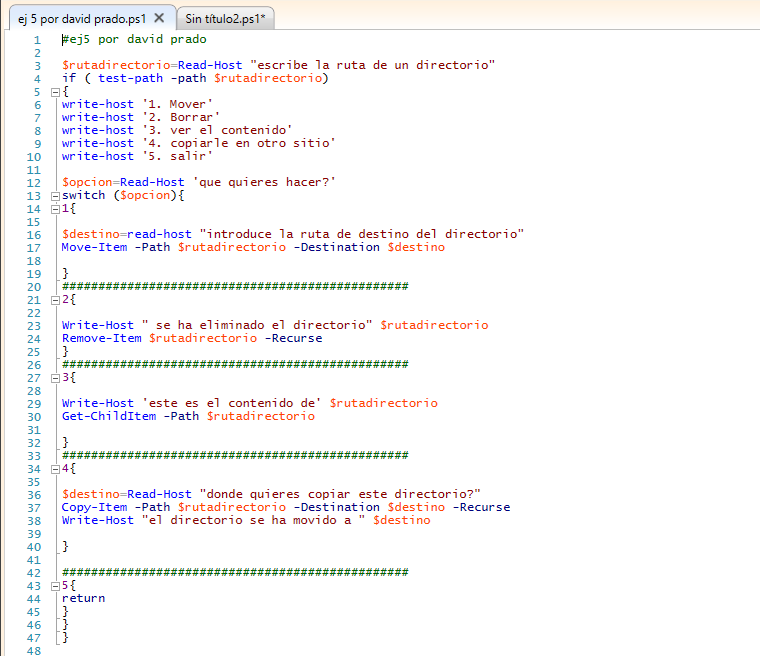 ej 5 por david prado.ps1 Sin título2.ps1*
1 #ej5 por david prado
2
3 $rutadirectorio=Read-Host "escribe la ruta de un directorio"
4 if ( test-path -path $rutadirectorio)
5 {
6 write-host '1. Mover'
7 write-host '2. Borrar'
8 write-host '3. ver el contenido'
9 write-host '4. copiarle en otro sitio'
10 write-host '5. salir'
11
12 $opcion=Read-Host 'que quieres hacer?'
13 switch ($opcion){
14 1{
15
16 $destino=read-host "introduce la ruta de destino del directorio"
17 Move-Item -Path $rutadirectorio -Destination $destino
18
19 }
20 ################################################
21 2{
22
23 Write-Host " se ha eliminado el directorio" $rutadirectorio
24 Remove-Item $rutadirectorio -Recurse
25 }
26 ################################################
27 3{
28
29 Write-Host 'este es el contenido de' $rutadirectorio
30 Get-ChildItem -Path $rutadirectorio
31
32 }
33 ################################################
34 4{
35
36 $destino=Read-Host "donde quieres copiar este directorio?"
37 Copy-Item -Path $rutadirectorio -Destination $destino -Recurse
38 Write-Host "el directorio se ha movido a " $destino
39
40 }
41
42 ################################################
43 5{
44 return
45 }
46 }
47 }
48